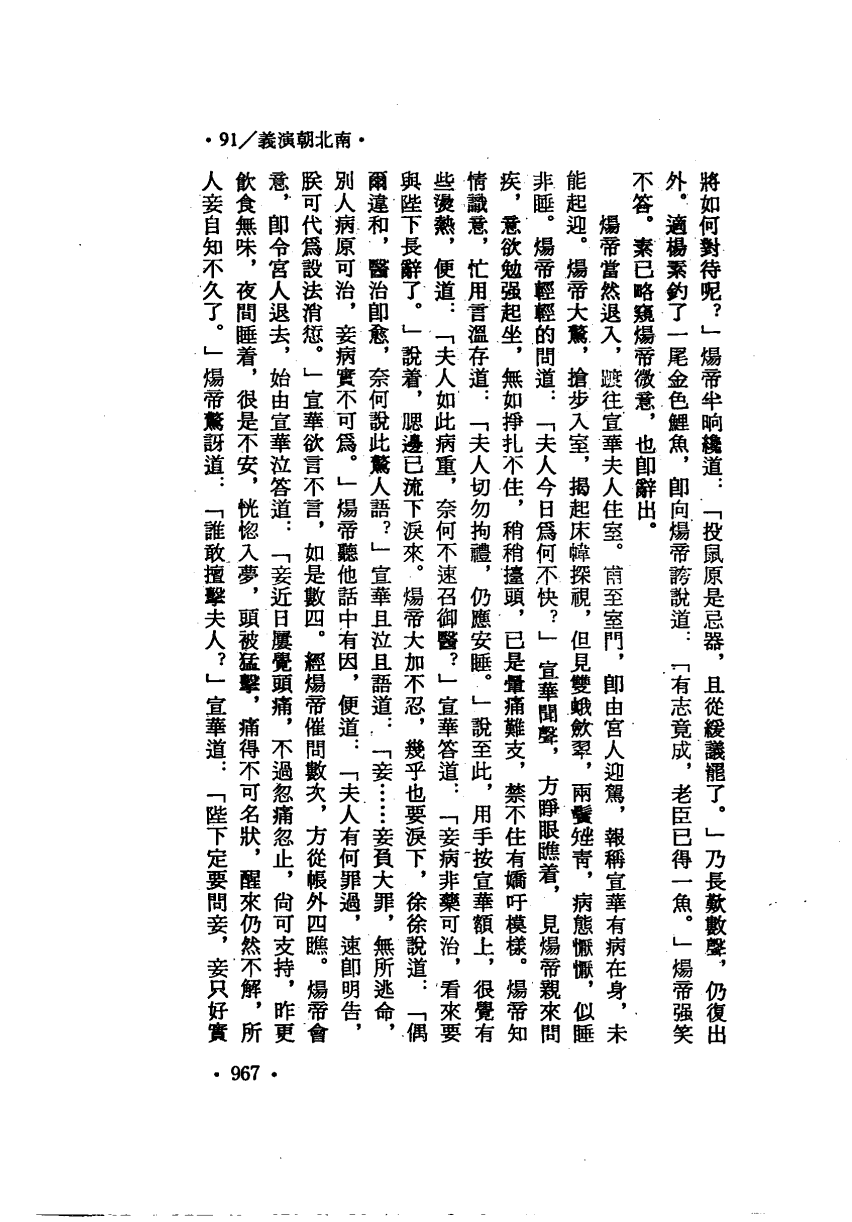 ·91／義演朝北南·
將如何對待呢？」煬帝半晌纔道：「投鼠原是忌器，且從緩議罷了。」乃長歎數聲，仍復出
外。適楊素釣了一尾金色鯉魚，卽向煬帝誇說道：「有志竟成，老臣已得一魚。」煬帝强笑
不答。素已略窺煬帝微意，也卽辭出。
煬帝當然退入，踱往宣華夫人住室。甫至室門，卽由宮人迎駕，報稱宣華有病在身，未
能起迎。煬帝大驚，搶步入室，揭起床幃探視，但見雙蛾歛翠，兩鬢矬靑，病態懨懨，似睡
非睡。煬帝輕輕的問道：「夫人今日爲何不快？」宣華聞聲，方睜眼瞧着，見煬帝親來問
疾，意欲勉强起坐，無如掙扎不住，稍稍擡頭，已是暈痛難支，禁不住有嬌吁模樣。煬帝知
情識意，忙用言溫存道：「夫人切勿拘禮，仍應安睡。」說至此，用手按宣華額上，很覺有
些燙熱，便道：「夫人如此病重，奈何不速召御醫？」宣華答道：「妾病非藥可治，看來要
與陛下長辭了。」說着，腮邊已流下淚來。煬帝大加不忍，幾乎也要淚下，徐徐說道：「偶
爾違和，醫治卽愈，奈何說此驚人語？」宣華且泣且語道：「妾……妾負大罪，無所逃命，
別人病原可治，妾病實不可爲。」煬帝聽他話中有因，便道：「夫人有何罪過，速卽明告，
朕可代爲設法消愆。」宣華欲言不言，如是數四。經煬帝催問數次，方從帳外四瞧。煬帝會
意，卽令宮人退去，始由宣華泣答道：「妾近日屢覺頭痛，不過忽痛忽止，尙可支持，昨更
飲食無味，夜間睡着，很是不安，恍惚入夢，頭被猛擊，痛得不可名狀，醒來仍然不解，所
人妾自知不久了。」煬帝驚訝道：「誰敢擅擊夫人？」宣華道：「陛下定要問妾，妾只好實
·967·